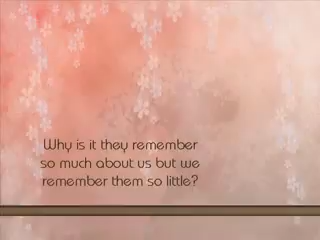 Why is it they remember
so much about us but we
remember them so little?